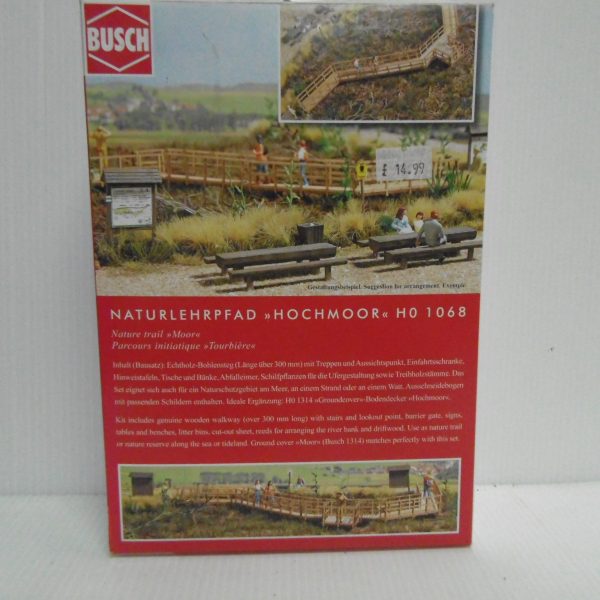 BUSCH
£ 14.99
Gestaltungsbeispiel. Suggestion for arrangement. Exemple
NATURLEHRPFAD »HOCHMOOR« H0 1068
Nature trail »Moor«
Parcours initiatique »Tourbière«
Inhalt (Bausatz): Echtholz-Bohlensteg (Länge über 300 mm) mit Treppen und Aussichtspunkt, Einfahrtsschranke,
Hinweistafeln, Tische und Bänke, Abfalleimer, Schilfpflanzen für die Ufergestaltung sowie Treibholzstämme. Das
Set eignet sich auch für ein Naturschutzgebiet am Meer, an einem Strand oder an einem Watt. Ausschneidebogen
mit passenden Schildern enthalten. Ideale Ergänzung: H0 1314 »Groundcover«-Bodendecker »Hochmoor«.
Kit includes genuine wooden walkway (over 300 mm long) with stairs and lookout point, barrier gate, signs,
tables and benches, litter bins, cut-out sheet, reeds for arranging the river bank and driftwood. Use as nature trail
or nature reserve along the sea or tideland. Ground cover »Moor« (Busch 1314) matches perfectly with this set.